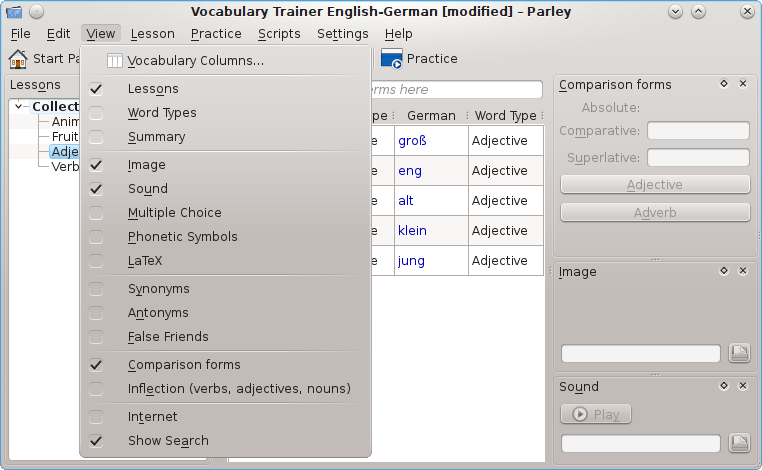 Vocabulary Trainer English-German [modified] – Parley
File Edit View Lesson Practice Scripts Settings Help
Start Pa Practice
Lessons
Collect
Anim
Fruit
Adje
Verb
Vocabulary Columns...
Lessons
Word Types
Summary
Image
Sound
Multiple Choice
Phonetic Symbols
LaTeX
Synonyms
Antonyms
False Friends
Comparison forms
Inflection (verbs, adjectives, nouns)
Internet
Show Search
erms here
pe German Word Type
e groß Adjective
e eng Adjective
e alt Adjective
e klein Adjective
e jung Adjective
Comparison forms
Absolute:
Comparative:
Superlative:
Adjective
Adverb
Image
Sound
Play